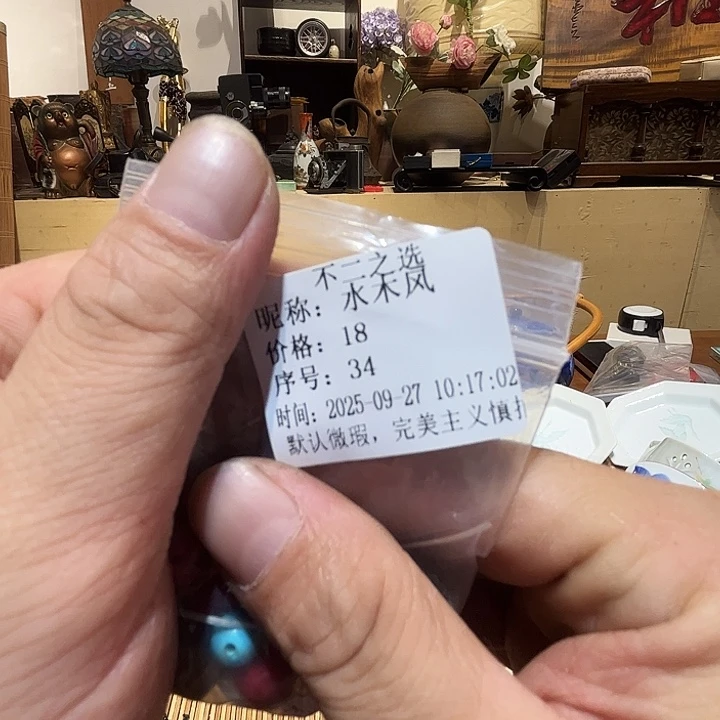 不二之选
昵称：水木风
价格：18
序号：34
时间：2025-09-27 10:17:02
默认微瑕，完美主义慎